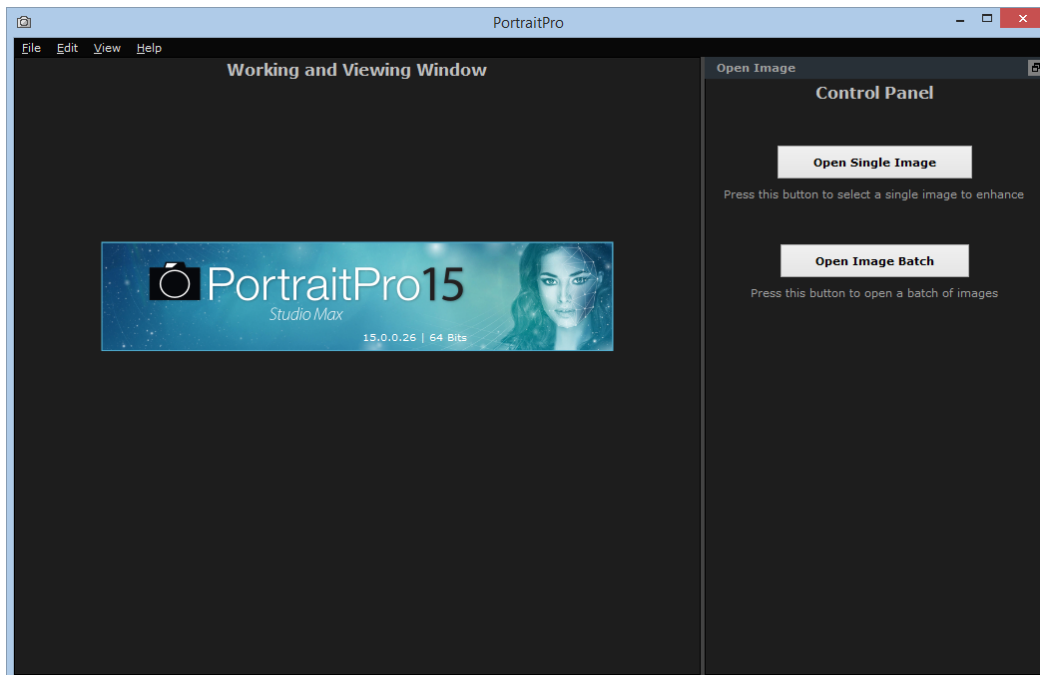 PortraitPro
File Edit View Help
Working and Viewing Window
Open Image
Control Panel
Open Single Image
Press this button to select a single image to enhance
PortraitPro15
Studio Max
15.0.0.26 | 64 Bits
Open Image Batch
Press this button to open a batch of images